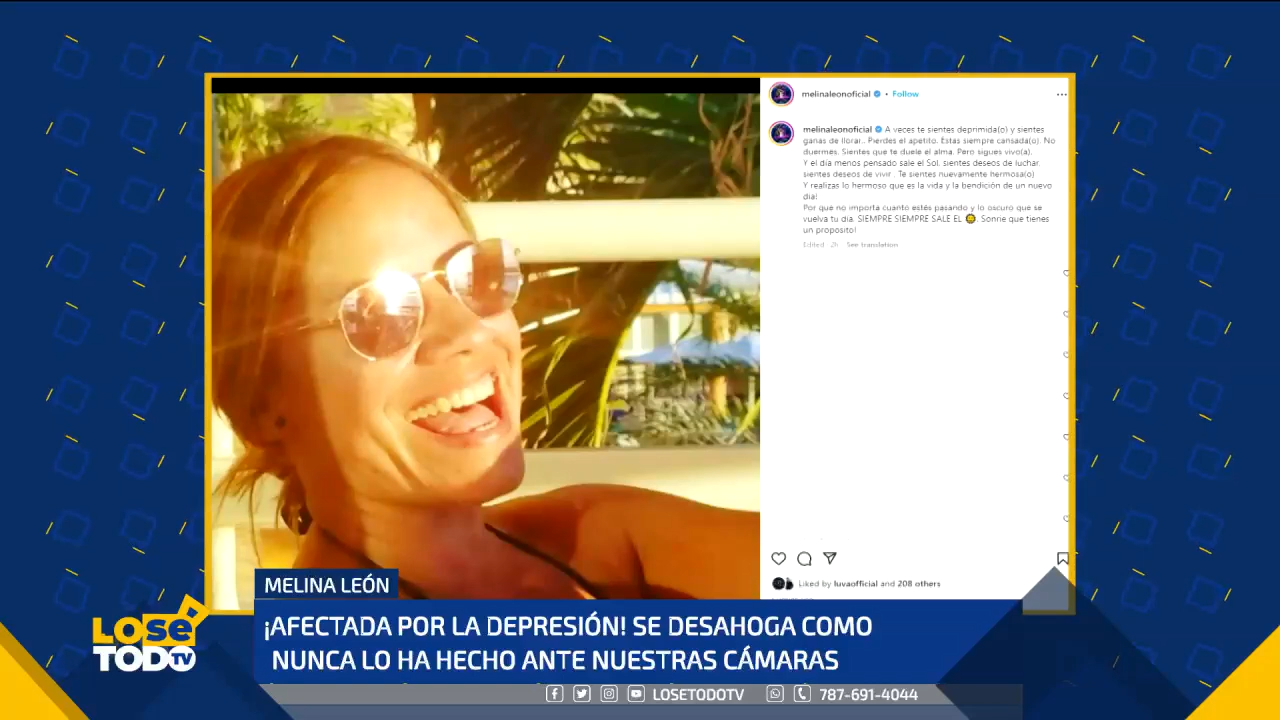 melinaleonoficial • Follow
melinaleonoficial A veces te sientes deprimida(o) y sientes
ganas de llorar.. Pierdes el apetito. Estas siempre cansada(o). No
duermes. Sientes que te duele el alma. Pero sigues vivo(a).
Y el día menos pensado sale el Sol. sientes deseos de luchar.
sientes deseos de vivir . Te sientes nuevamente hermosa(o)
Y realizas lo hermoso que es la vida y la bendición de un nuevo
dia!
Por que no importa cuanto estés pasando y lo oscuro que se
vuelva tu dia. SIEMPRE SIEMPRE SALE EL 🌞 Sonrie que tienes
un proposito!
Edited · 2h See translation
Liked by luvaofficial and 208 others
MELINA LEÓN
¡AFECTADA POR LA DEPRESIÓN! SE DESAHOGA COMO
NUNCA LO HA HECHO ANTE NUESTRAS CÁMARAS
LOSÉ
TODO TV
LOSETODOTV 787-691-4044